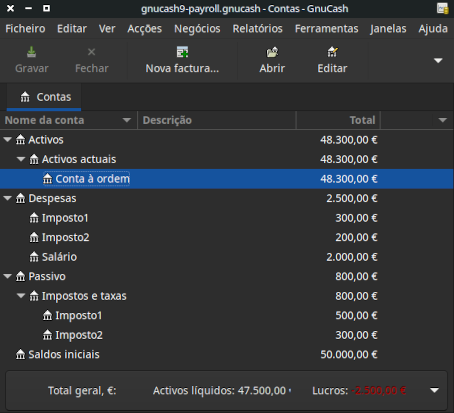 gnucash9-payroll.gnucash - Contas - GnuCash
Ficheiro Editar Ver Acções Negócios Relatórios Ferramentas Janelas Ajuda
Gravar Fechar Nova factura... Abrir Editar
Contas
Nome da conta Descrição Total
Activos 48.300,00 €
Activos actuais 48.300,00 €
Conta à ordem 48.300,00 €
Despesas 2.500,00 €
Imposto1 300,00 €
Imposto2 200,00 €
Salário 2.000,00 €
Passivo 800,00 €
Impostos e taxas 800,00 €
Imposto1 500,00 €
Imposto2 300,00 €
Saldos iniciais 50.000,00 €
Total geral, €: Activos líquidos: 47.500,00 Lucros: -2.500,00 €